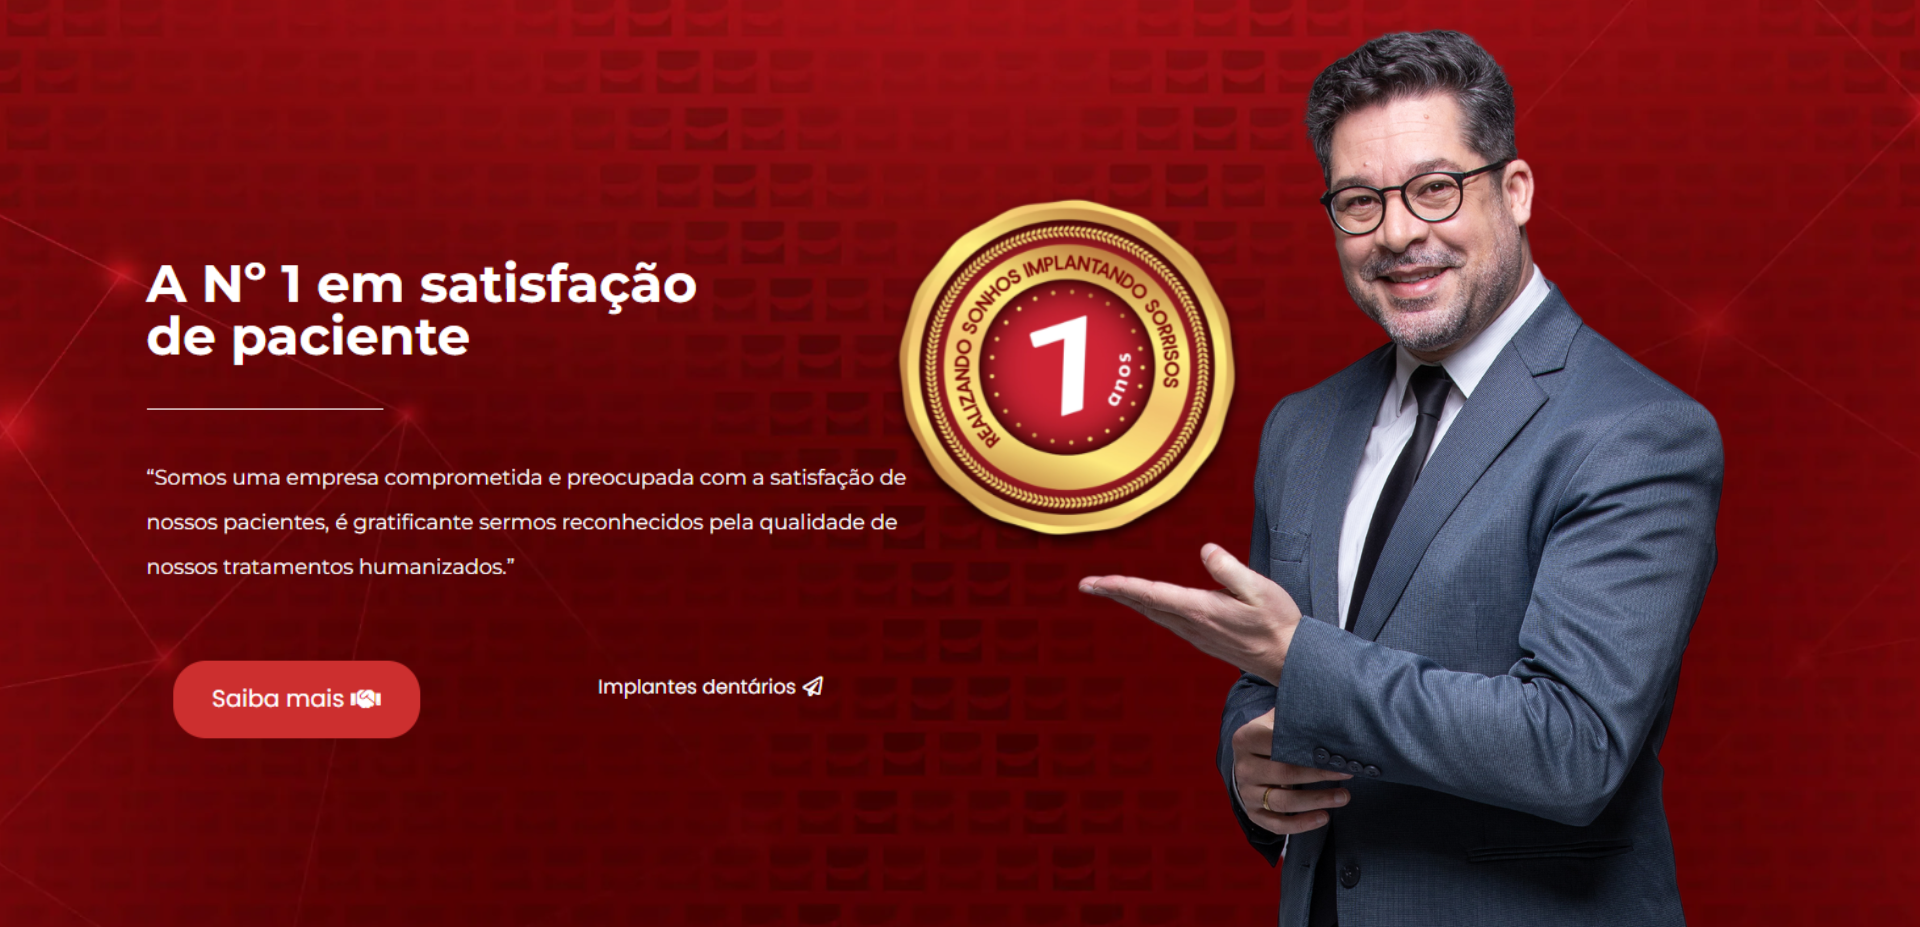 A Nº 1 em satisfação
de paciente
“Somos uma empresa comprometida e preocupada com a satisfação de
nossos pacientes, é gratificante sermos reconhecidos pela qualidade de
nossos tratamentos humanizados.”
Saiba mais
Implantes dentários
REALIZANDO SONHOS IMPLANTANDO SORRISOS
7
anos